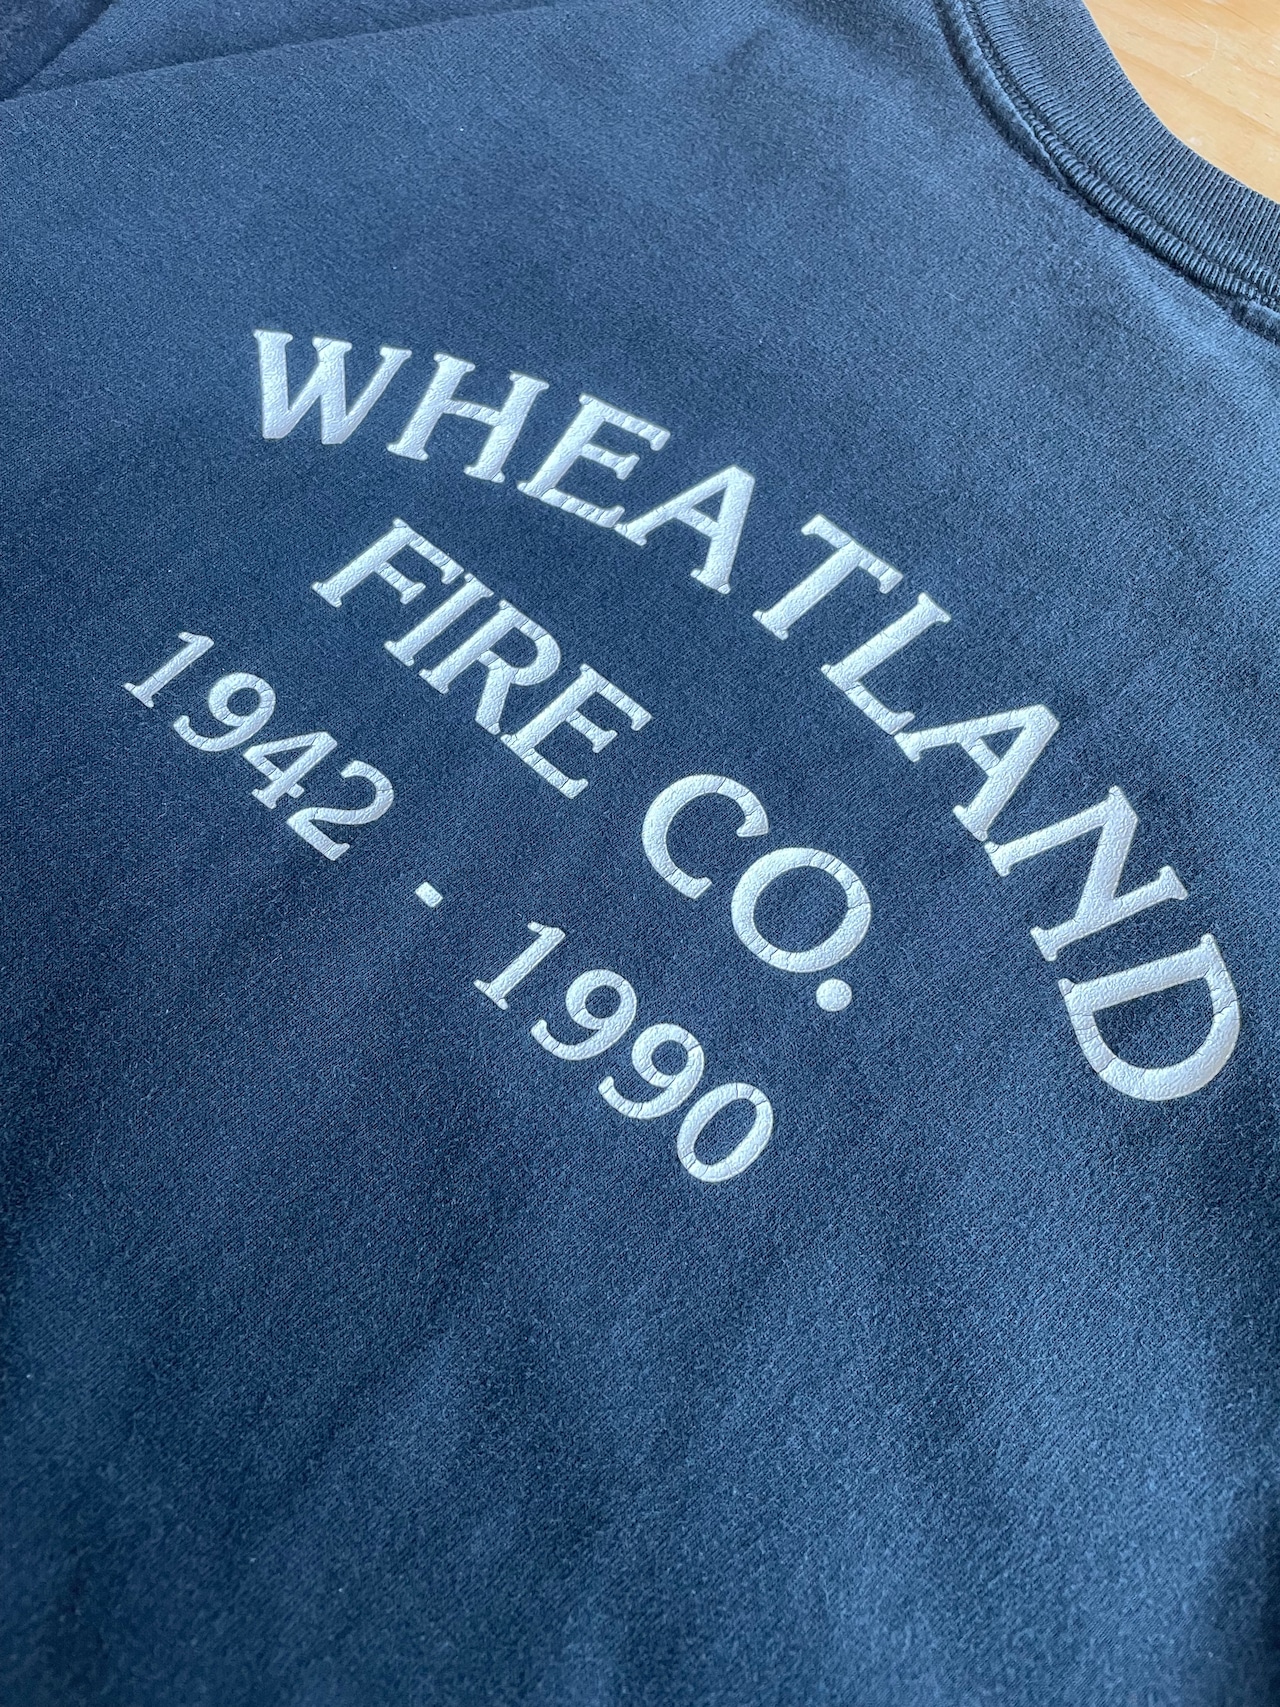 WHEATLAND
FIRE CO.
1942 - 1990